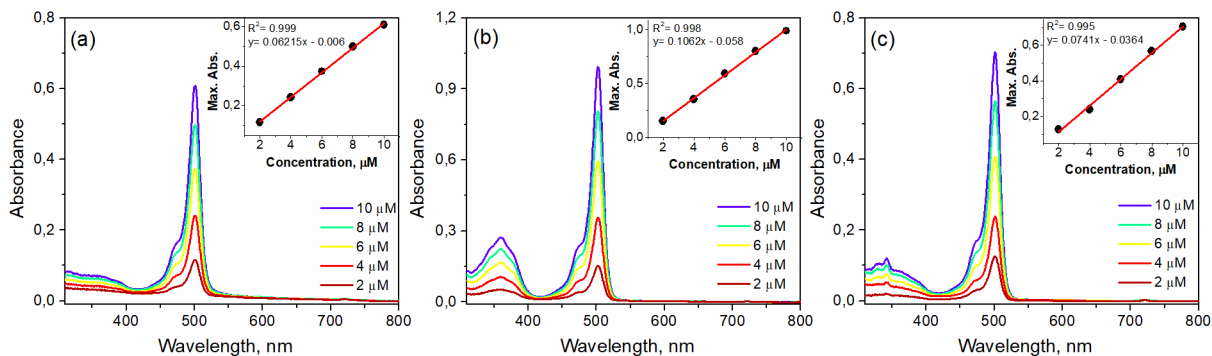 (a)
R²= 0.999
y= 0.06215x - 0.006
Max. Abs.
0,6
0,4
0,2
2 4 6 8 10
Concentration, µM
Absorbance
0,8
0,6
0,4
0,2
0,0
10 µM
8 µM
6 µM
4 µM
2 µM
400 500 600 700 800
Wavelength, nm
(b)
R²= 0.998
y= 0.1062x - 0.058
Max. Abs.
1,0
0,5
0,0
2 4 6 8 10
Concentration, µM
Absorbance
1,2
0,9
0,6
0,3
0,0
10 µM
8 µM
6 µM
4 µM
2 µM
400 500 600 700 800
Wavelength, nm
(c)
R²= 0.995
y= 0.0741x - 0.0364
Max. Abs.
0,6
0,4
0,2
2 4 6 8 10
Concentration, µM
Absorbance
0,8
0,6
0,4
0,2
0,0
10 µM
8 µM
6 µM
4 µM
2 µM
400 500 600 700 800
Wavelength, nm